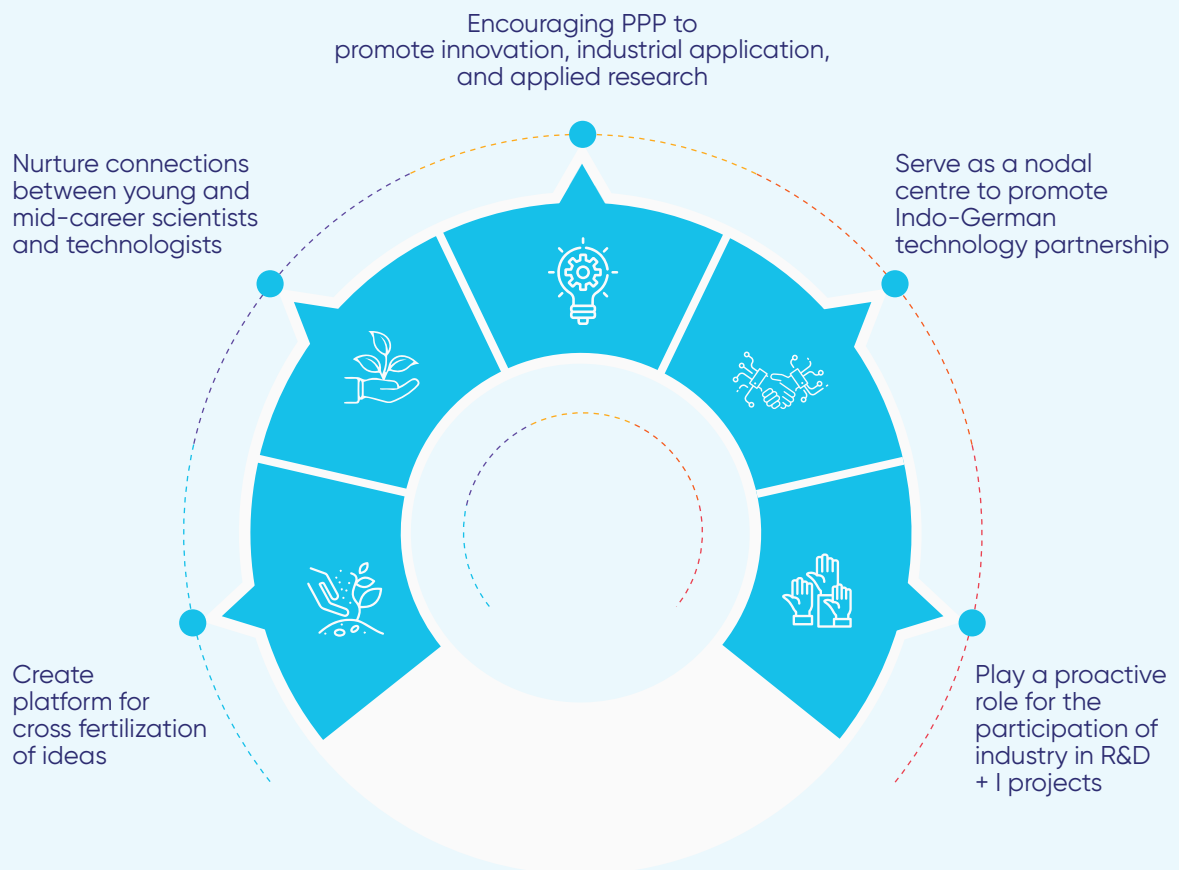 Encouraging PPP to
promote innovation, industrial application,
and applied research
Nurture connections
between young and
mid-career scientists
and technologists
Serve as a nodal
centre to promote
Indo-German
technology partnership
Create
platform for
cross fertilization
of ideas
Play a proactive
role for the
participation of
industry in R&D
+ I projects